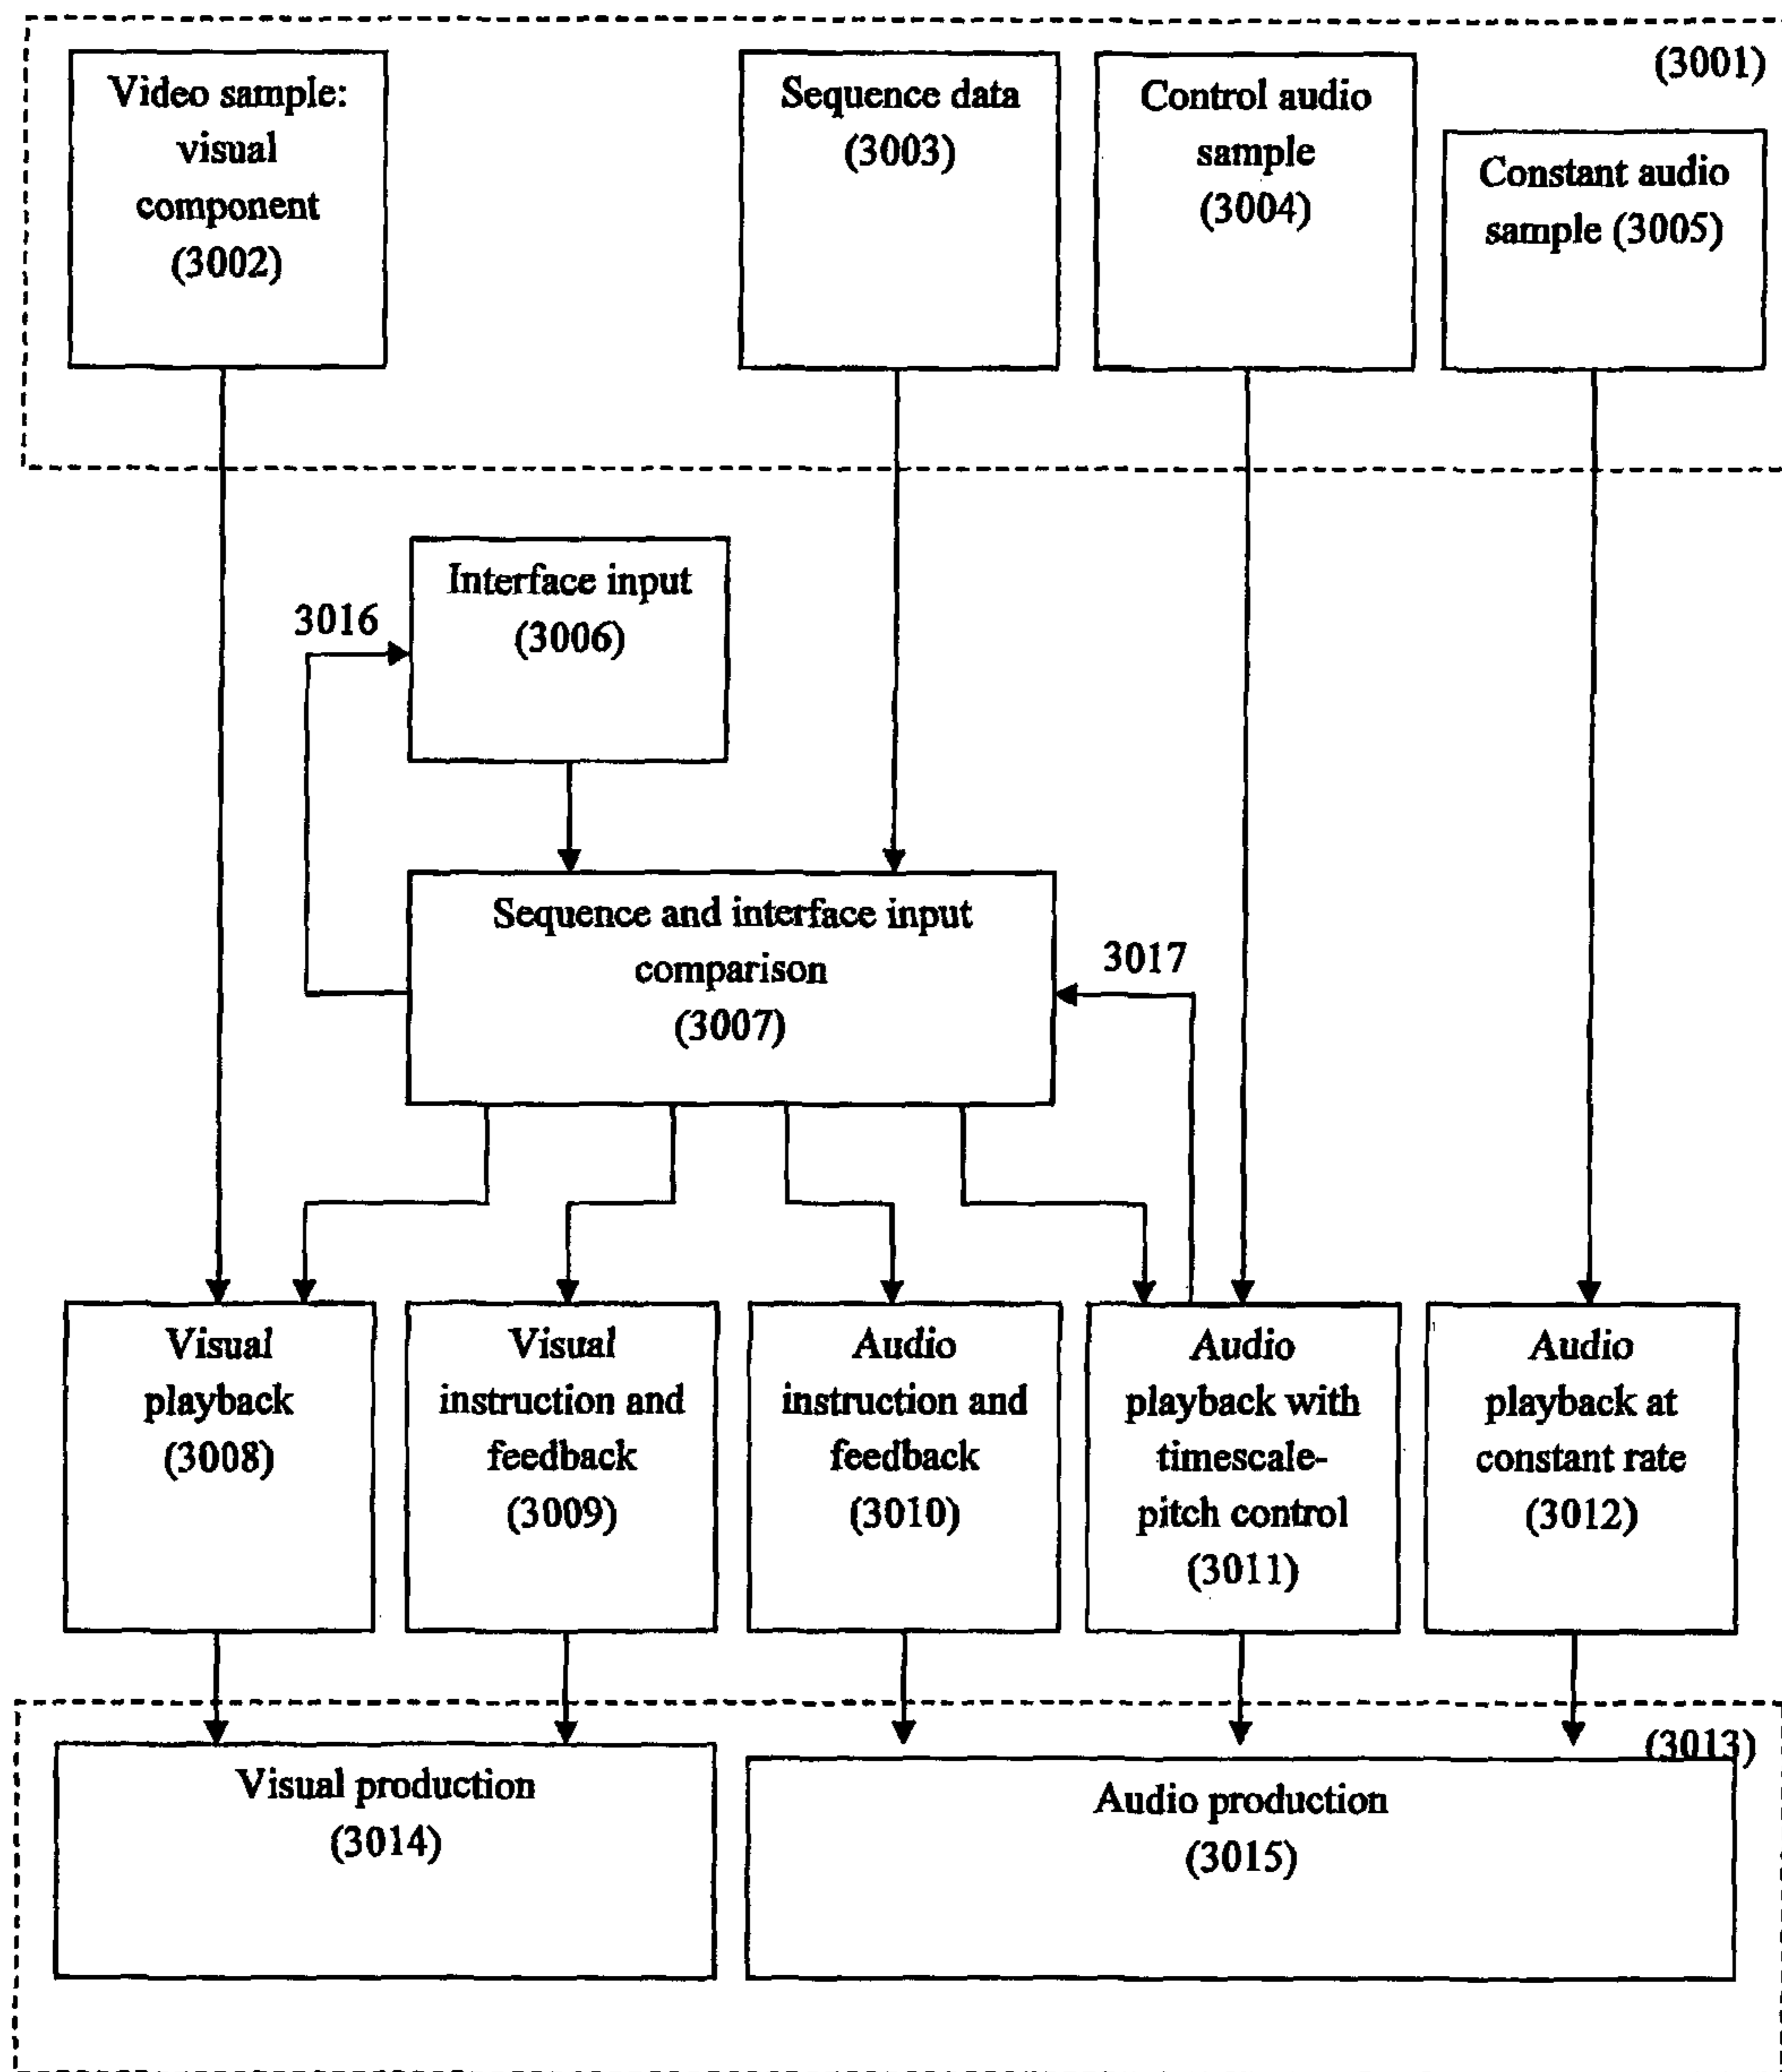 (3001)
Video sample:
visual
component
(3002)
Sequence data
(3003)
Control audio
sample
(3004)
Constant audio
sample (3005)
Interface input
(3006)
3016
Sequence and interface input
comparison
(3007)
3017
Visual
playback
(3008)
Visual
instruction and
feedback
(3009)
Audio
instruction and
feedback
(3010)
Audio
playback with
timescale-
pitch control
(3011)
Audio
playback at
constant rate
(3012)
(3013)
Visual production
(3014)
Audio production
(3015)